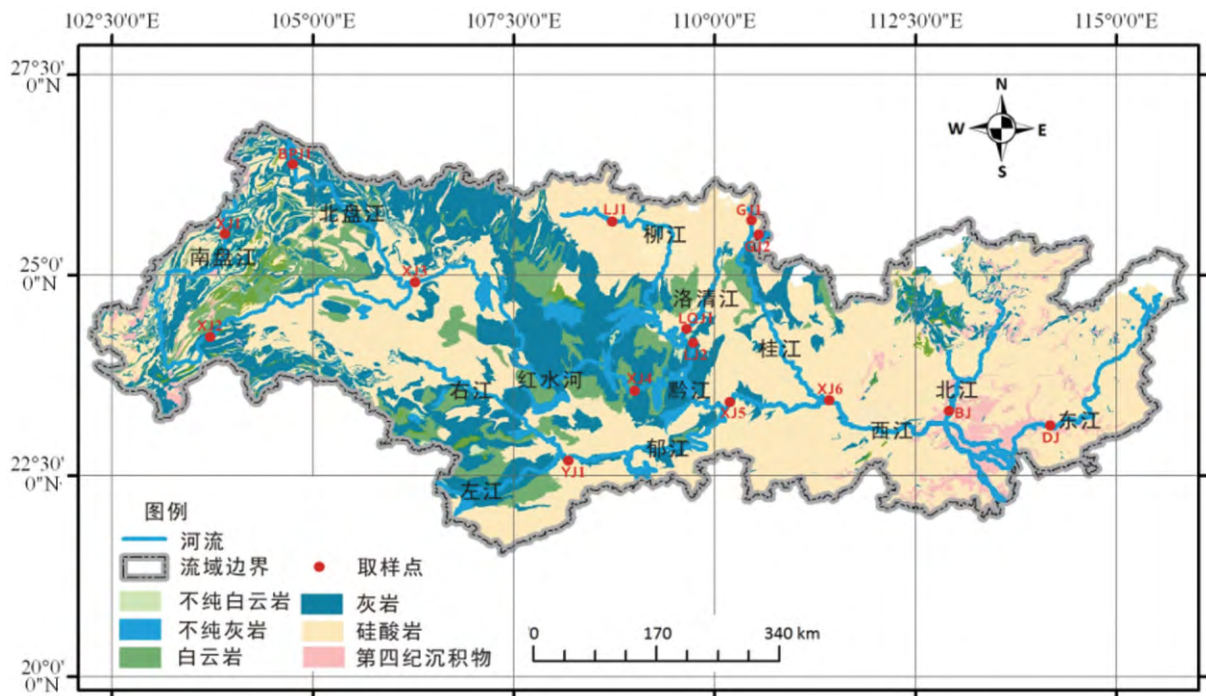 102°30'0"E
105°0'0"E
107°30'0"E
110°0'0"E
112°30'0"E
115°0'0"E
27°30'
0"N
25°0'
0"N
22°30'
0"N
20°0'
0"N
N
W
E
S
BPJ1
北盘江
XJ1
南盘江
XJ3
XJ2
LJ1
柳江
GJ1
GJ2
洛清江
LQJ1
LJ2
桂江
右江
红水河
XJ4
黔江
XJ5
XJ6
西江
北江
BJ
东江
DJ
郁江
YJ1
左江
图例
河流
流域边界
取样点
不纯白云岩
灰岩
不纯灰岩
硅酸岩
白云岩
第四纪沉积物
0
170
340 km